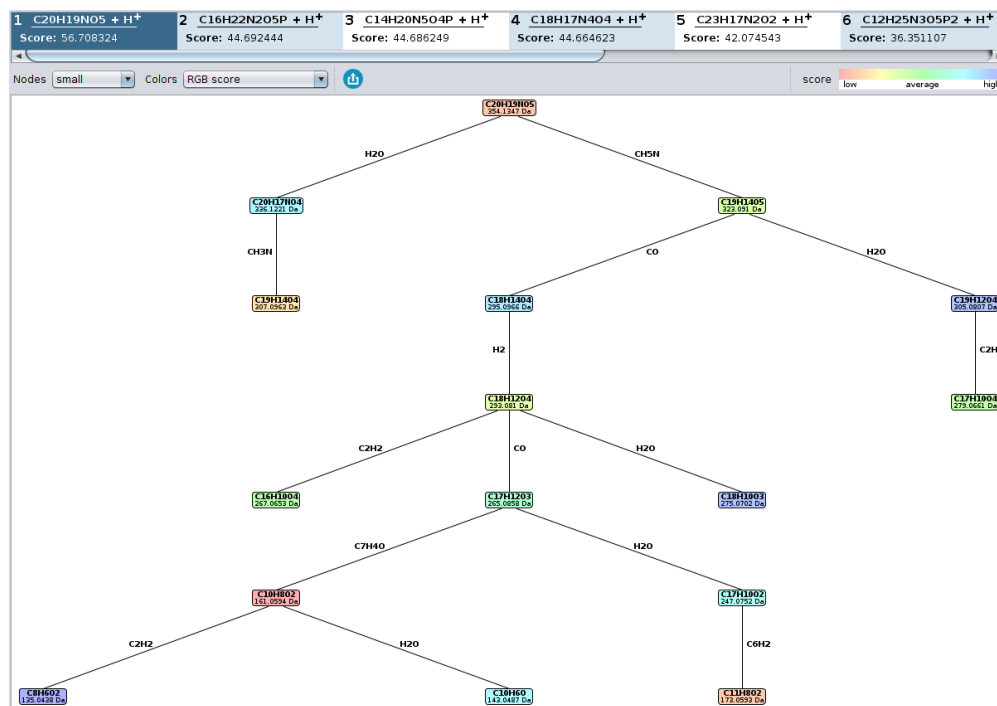 1 C20H19NO5 + H+ 2 C16H22N2O5P + H+ 3 C14H20N5O4P + H+ 4 C18H17N4O4 + H+ 5 C23H17N2O2 + H+ 6 C12H25N3O5P2 + H+
Score: 56.708324 Score: 44.692444 Score: 44.686249 Score: 44.664623 Score: 42.074543 Score: 36.351107
Nodes small Colors RGB score score low average high
C20H19NO5
354.1347 Da
H2O CH5N
C20H17NO4 C19H14O5
336.1221 Da 323.091 Da
CH3N CO H2O
C19H14O4 C18H14O4 C19H12O4
307.0963 Da 295.0966 Da 305.0807 Da
H2 C2H
C18H12O4 C17H10O4
293.081 Da 279.0661 Da
C2H2 CO H2O
C16H10O4 C17H12O3 C18H10O3
267.0653 Da 265.0858 Da 275.0702 Da
C7H4O H2O
C10H8O2 C17H10O2
161.0594 Da 247.0752 Da
C2H2 H2O C6H2
C8H6O2 C10H6O C11H8O2
135.0438 Da 143.0487 Da 173.0593 Da